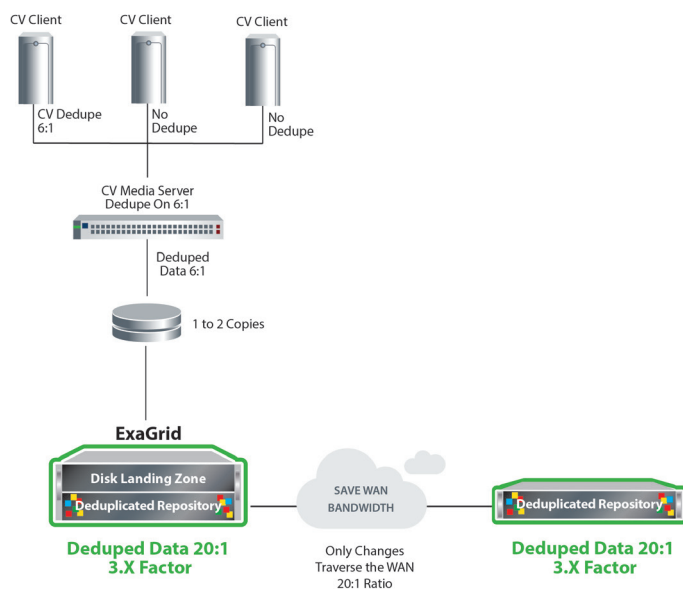 CV Client
CV Client
CV Client
CV Dedupe
6:1
No
Dedupe
No
Dedupe
CV Media Server
Dedupe On 6:1
Deduped
Data 6:1
1 to 2 Copies
ExaGrid
Disk Landing Zone
Deduplicated Repository
SAVE WAN
BANDWIDTH
Deduplicated Repository
Deduped Data 20:1
3.X Factor
Only Changes
Traverse the WAN
20:1 Ratio
Deduped Data 20:1
3.X Factor